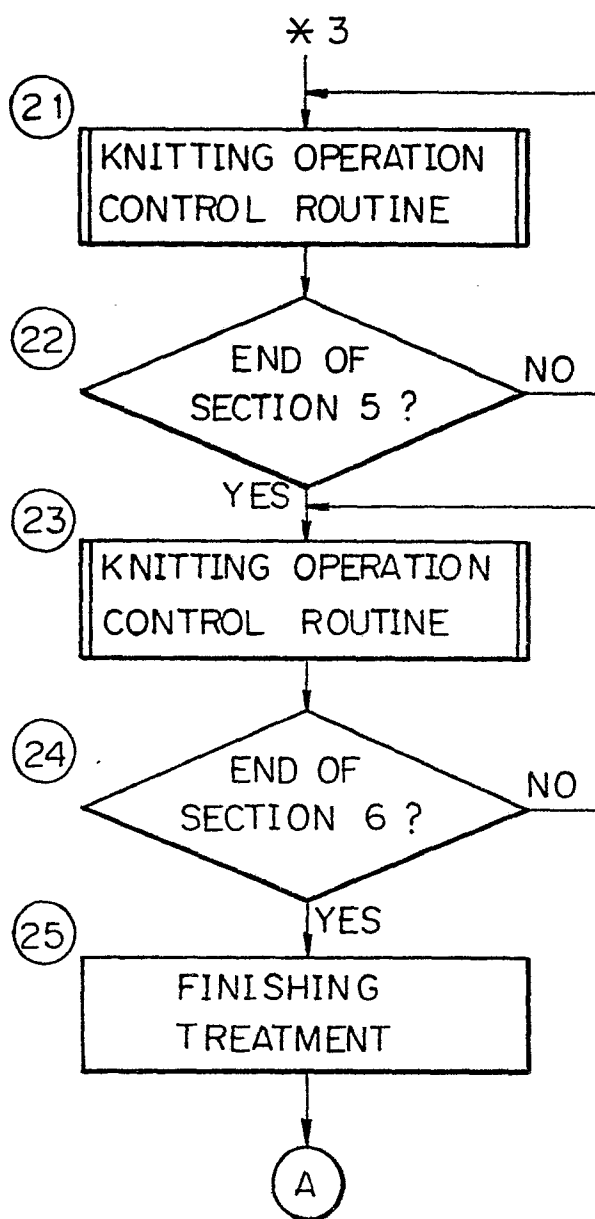 * 3
21
KNITTING OPERATION
CONTROL ROUTINE
22
END OF
SECTION 5 ?
NO
YES
23
KNITTING OPERATION
CONTROL ROUTINE
24
END OF
SECTION 6 ?
NO
YES
25
FINISHING
TREATMENT
A